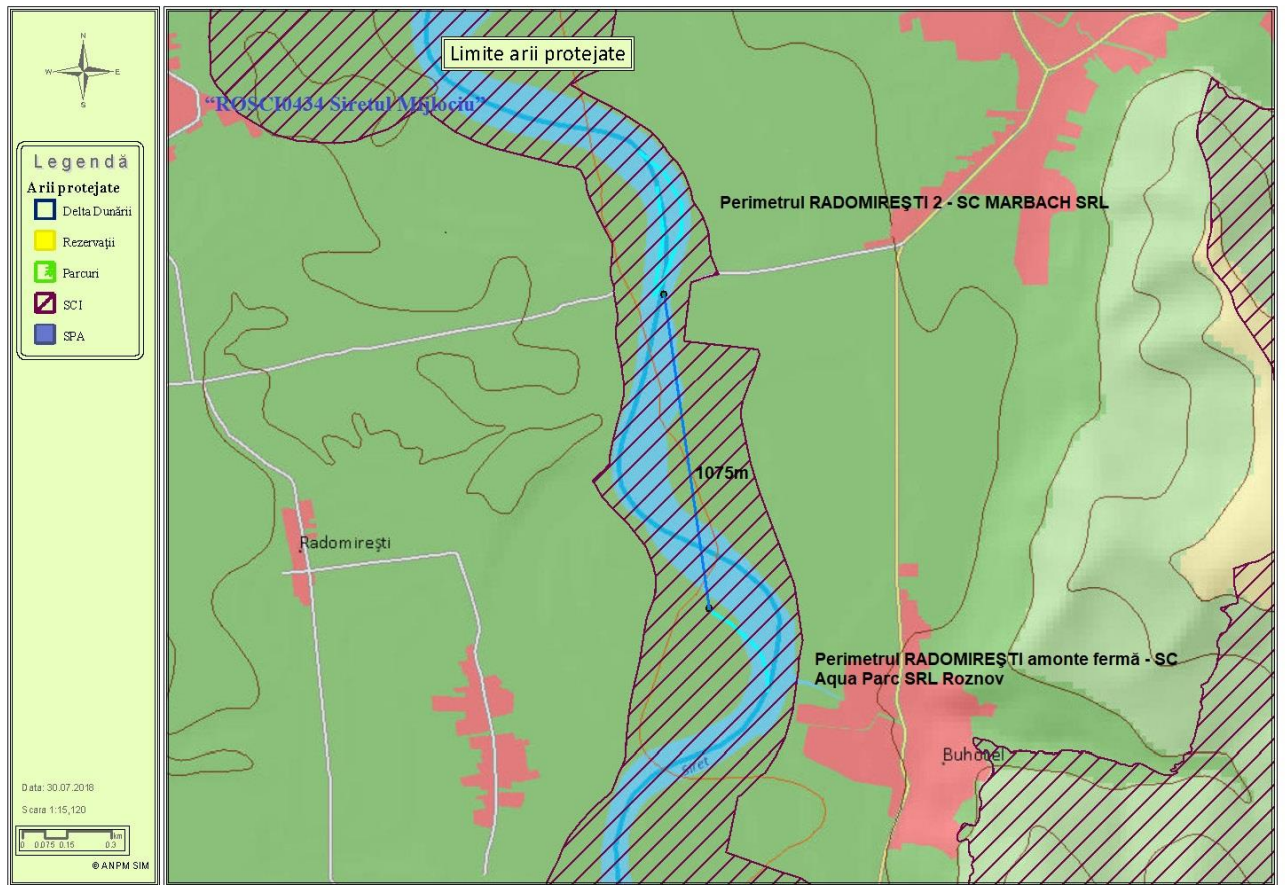 N
W
E
S
Legendă
Arii protejate
Delta Dunării
Rezervații
Parcuri
SCI
SPA
Data: 30.07.2018
Scara 1:15,120
km
0 0.075 0.15 0.3
© ANPM SIM
Limite arii protejate
“ROSCI0434 Siretul Mijlociu”
Perimetrul RADOMIREŞTI 2 - SC MARBACH SRL
1075m
Radomireşti
Perimetrul RADOMIREŞTI amonte fermă - SC
Aqua Parc SRL Roznov
Buhocel
Siret